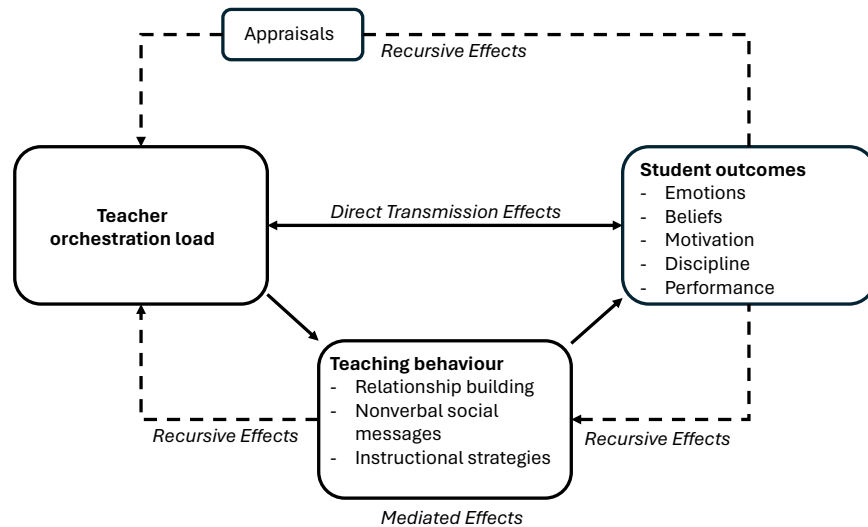 Appraisals
Recursive Effects
Teacher
orchestration load
Direct Transmission Effects
Student outcomes
- Emotions
- Beliefs
- Motivation
- Discipline
- Performance
Teaching behaviour
- Relationship building
- Nonverbal social
messages
- Instructional strategies
Recursive Effects
Recursive Effects
Mediated Effects